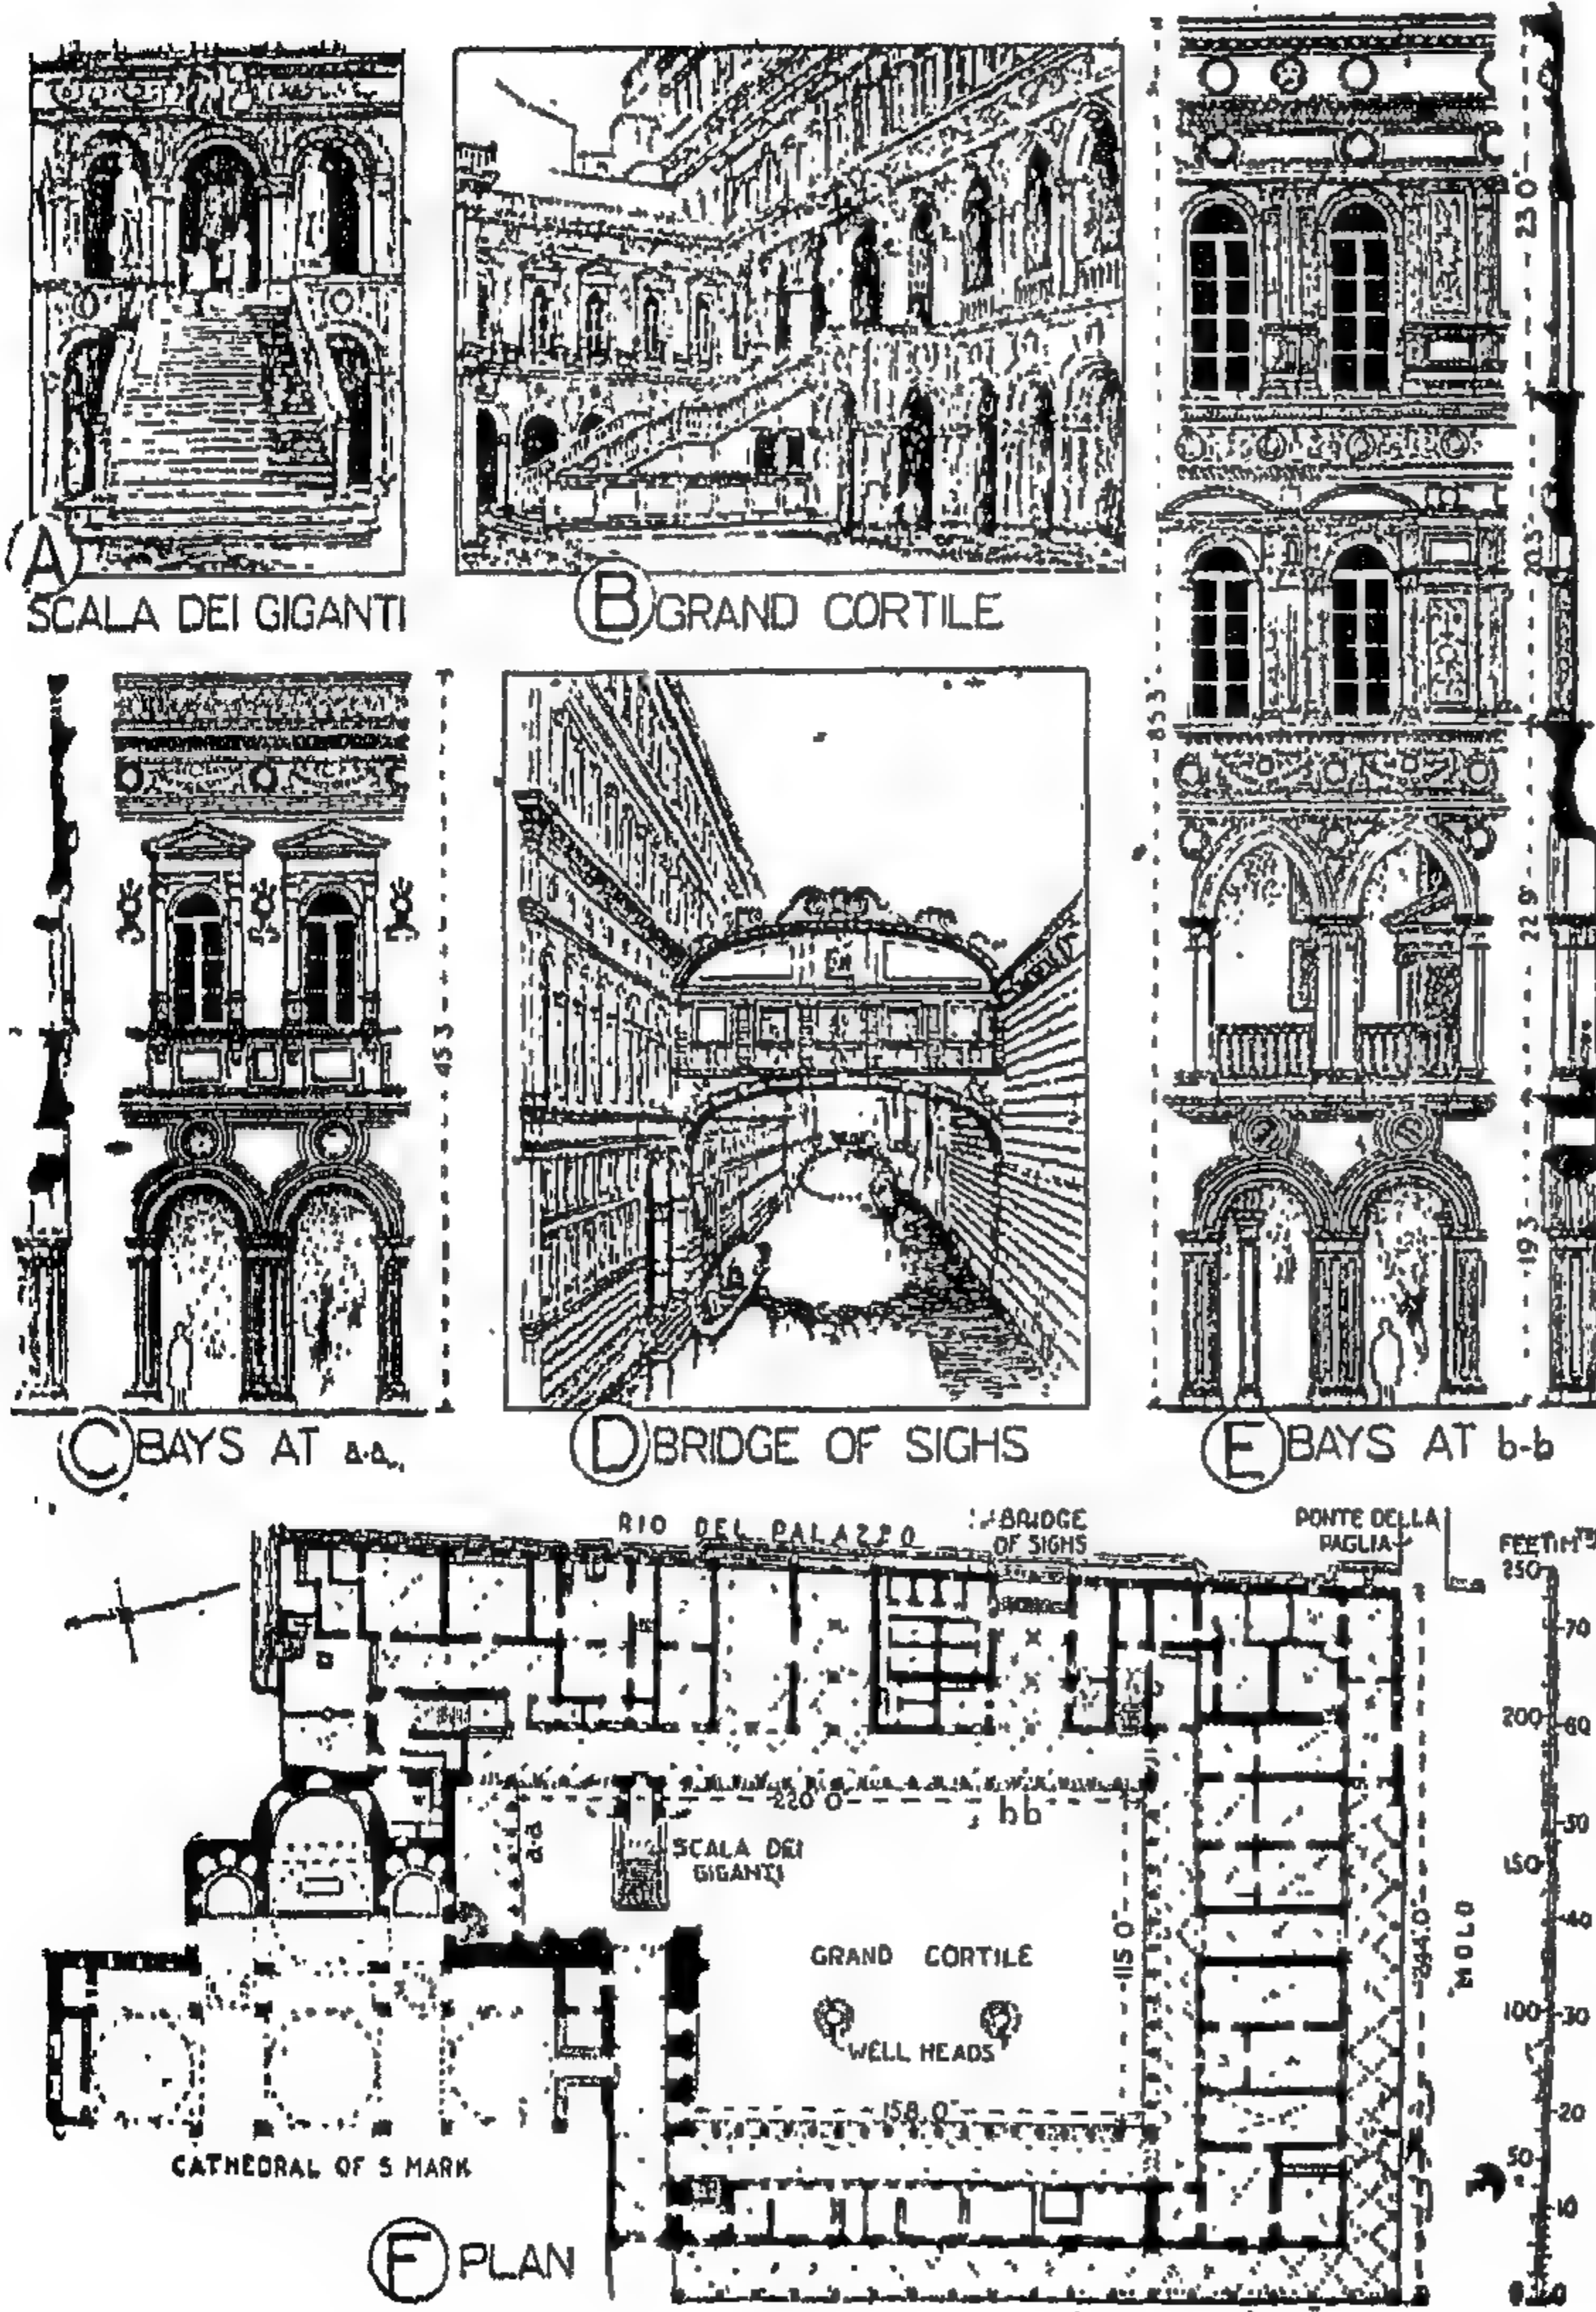 A
SCALA DEI GIGANTI
B GRAND CORTILE
23.0"
20.3"
85.3"
22.9"
19.3"
45.3"
C BAYS AT a-a
D BRIDGE OF SIGHS
E BAYS AT b-b
RIO DEL PALAZZO
BRIDGE
OF SIGHS
PONTE DELLA
PAGLIA
FEET
250
70
200
60
220 0
bb
aa
SCALA DEI
GIGANTI
50
150
40
115 0"
MOLO
GRAND CORTILE
100
30
WELL HEADS
158.0"
20
50
10
CATHEDRAL OF S MARK
F PLAN
0
0